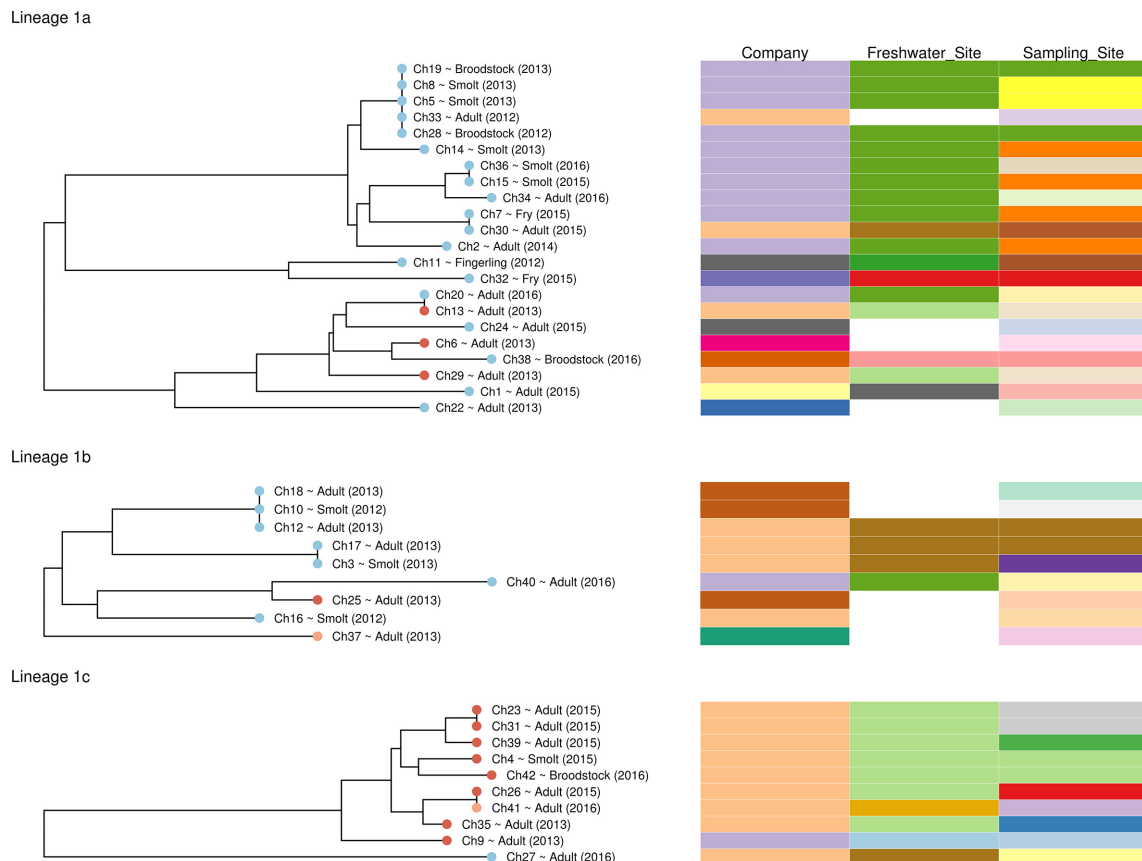 Lineage 1a
Company Freshwater_Site Sampling_Site
Ch19 ~ Broodstock (2013)
Ch8 ~ Smolt (2013)
Ch5 ~ Smolt (2013)
Ch33 ~ Adult (2012)
Ch28 ~ Broodstock (2012)
Ch14 ~ Smolt (2013)
Ch36 ~ Smolt (2016)
Ch15 ~ Smolt (2015)
Ch34 ~ Adult (2016)
Ch7 ~ Fry (2015)
Ch30 ~ Adult (2015)
Ch2 ~ Adult (2014)
Ch11 ~ Fingerling (2012)
Ch32 ~ Fry (2015)
Ch20 ~ Adult (2016)
Ch13 ~ Adult (2013)
Ch24 ~ Adult (2015)
Ch6 ~ Adult (2013)
Ch38 ~ Broodstock (2016)
Ch29 ~ Adult (2013)
Ch1 ~ Adult (2015)
Ch22 ~ Adult (2013)
Lineage 1b
Ch18 ~ Adult (2013)
Ch10 ~ Smolt (2012)
Ch12 ~ Adult (2013)
Ch17 ~ Adult (2013)
Ch3 ~ Smolt (2013)
Ch40 ~ Adult (2016)
Ch25 ~ Adult (2013)
Ch16 ~ Smolt (2012)
Ch37 ~ Adult (2013)
Lineage 1c
Ch23 ~ Adult (2015)
Ch31 ~ Adult (2015)
Ch39 ~ Adult (2015)
Ch4 ~ Smolt (2015)
Ch42 ~ Broodstock (2016)
Ch26 ~ Adult (2015)
Ch41 ~ Adult (2016)
Ch35 ~ Adult (2013)
Ch9 ~ Adult (2013)
Ch27 ~ Adult (2016)